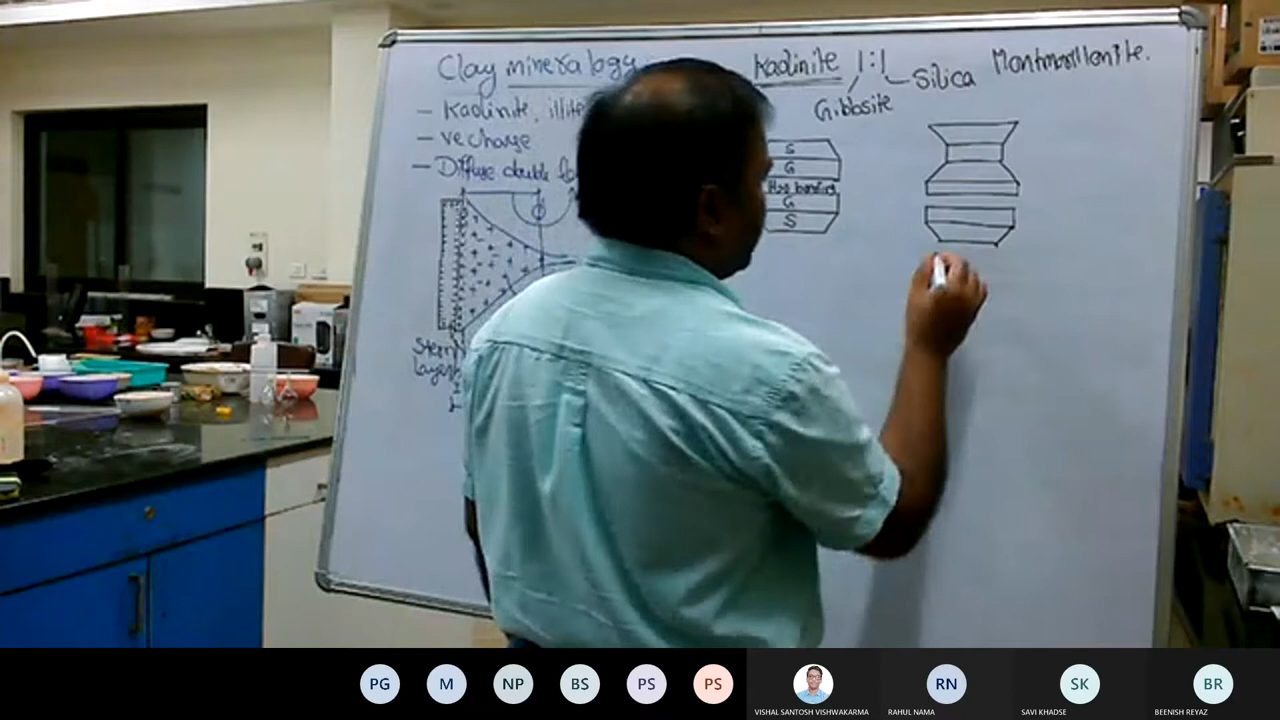 Clay mineralogy
— Kaolinite, illite
— ve charge
— Diffuse double
Stern
layer
Kaolinite 1:1
Silica
Gibbsite
Montmorillonite.
S
G
H20 bonding
G
S
PG
M
NP
BS
PS
PS
RN
SK
BR
VISHAL SANTOSH VISHWAKARMA
RAHUL NAMA
SAVI KHADSE
BEENISH REYAZ